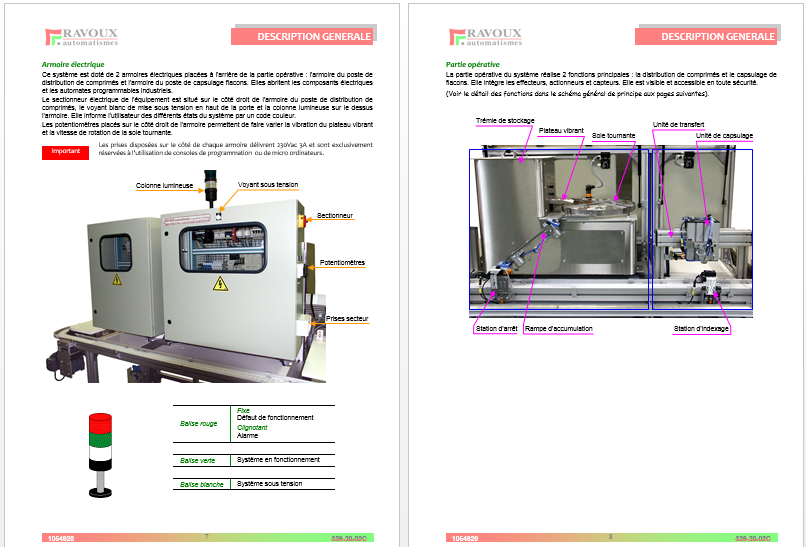 RAVOUX
automatismes
DESCRIPTION GENERALE
Armoire électrique
Ce système est doté de 2 armoires électriques placées à l'arrière de la partie opérative : l'armoire du poste de
distribution de comprimés et l'armoire du poste de capsulage flacons. Elles abritent les composants électriques
et les automates programmables industriels.
Le sectionneur électrique de l'équipement est situé sur le côté droit de l'armoire du poste de distribution de
comprimés, le voyant blanc de mise sous tension en haut de la porte et la colonne lumineuse sur le dessus
l'armoire. Elle informe l'utilisateur des différents états du système par un code couleur.
Les potentiomètres placés sur le côté droit de l'armoire permettent de faire varier la vibration du plateau vibrant
et la vitesse de rotation de la sole tournante.
Important
Les prises disposées sur le côté de chaque armoire délivrent 230Vac 3A et sont exclusivement
réservées à l'utilisation de consoles de programmation ou de micro ordinateurs.
Colonne lumineuse
Voyant sous tension
Sectionneur
Potentiomètres
Prises secteur
Balise rouge
Fixe
Défaut de fonctionnement
Clignotant
Alarme
Balise verte
Système en fonctionnement
Balise blanche
Système sous tension
1064920
7
RAVOUX
automatismes
DESCRIPTION GENERALE
Partie opérative
La partie opérative du système réalise 2 fonctions principales : la distribution de comprimés et le capsulage de
flacons. Elle intègre les effecteurs, actionneurs et capteurs. Elle est visible et accessible en toute sécurité.
(Voir le détail des fonctions dans le schéma général de principe aux pages suivantes).
Trémie de stockage
Plateau vibrant
Sole tournante
Unité de transfert
Unité de capsulage
Station d'arrêt
Rampe d'accumulation
Station d'indexage
1064920
8